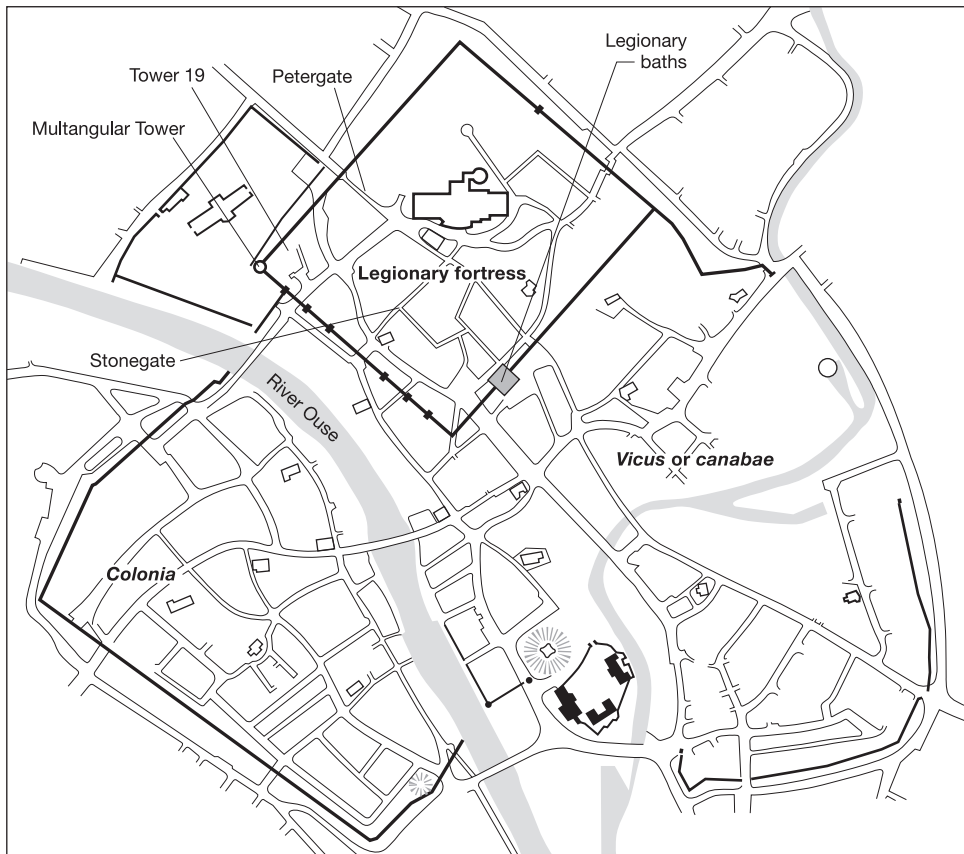 Legionary
baths
Tower 19
Petergate
Multangular Tower
Legionary fortress
Stonegate
River Ouse
Vicus or canabae
Colonia